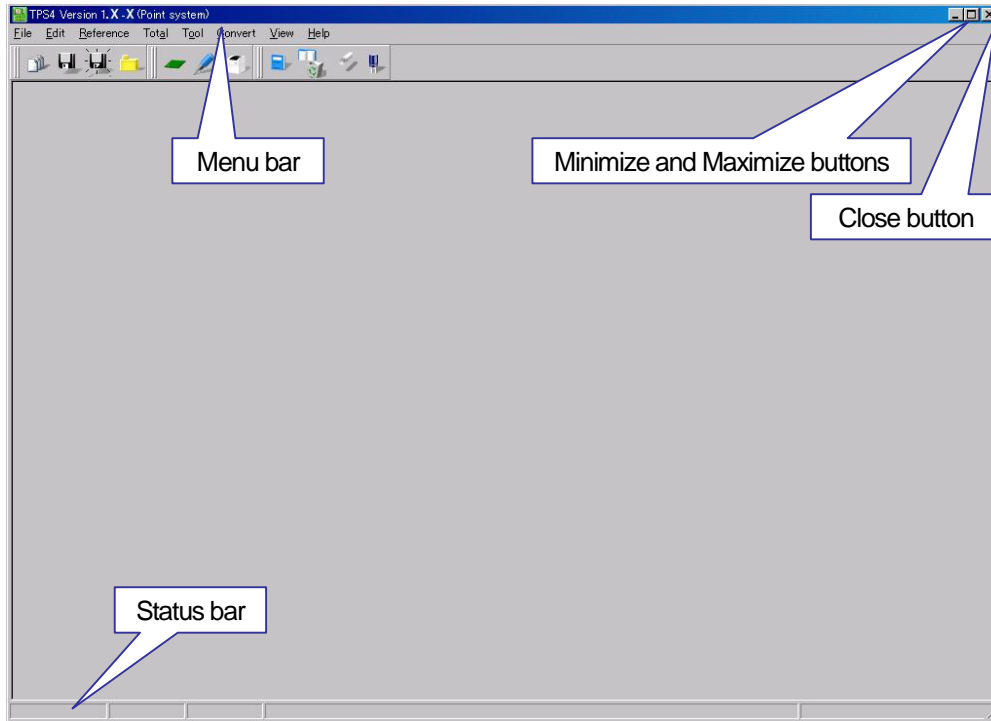 TPS4 Version 1.X -X (Point system)
File Edit Reference Total Tool Convert View Help
Menu bar
Minimize and Maximize buttons
Close button
Status bar